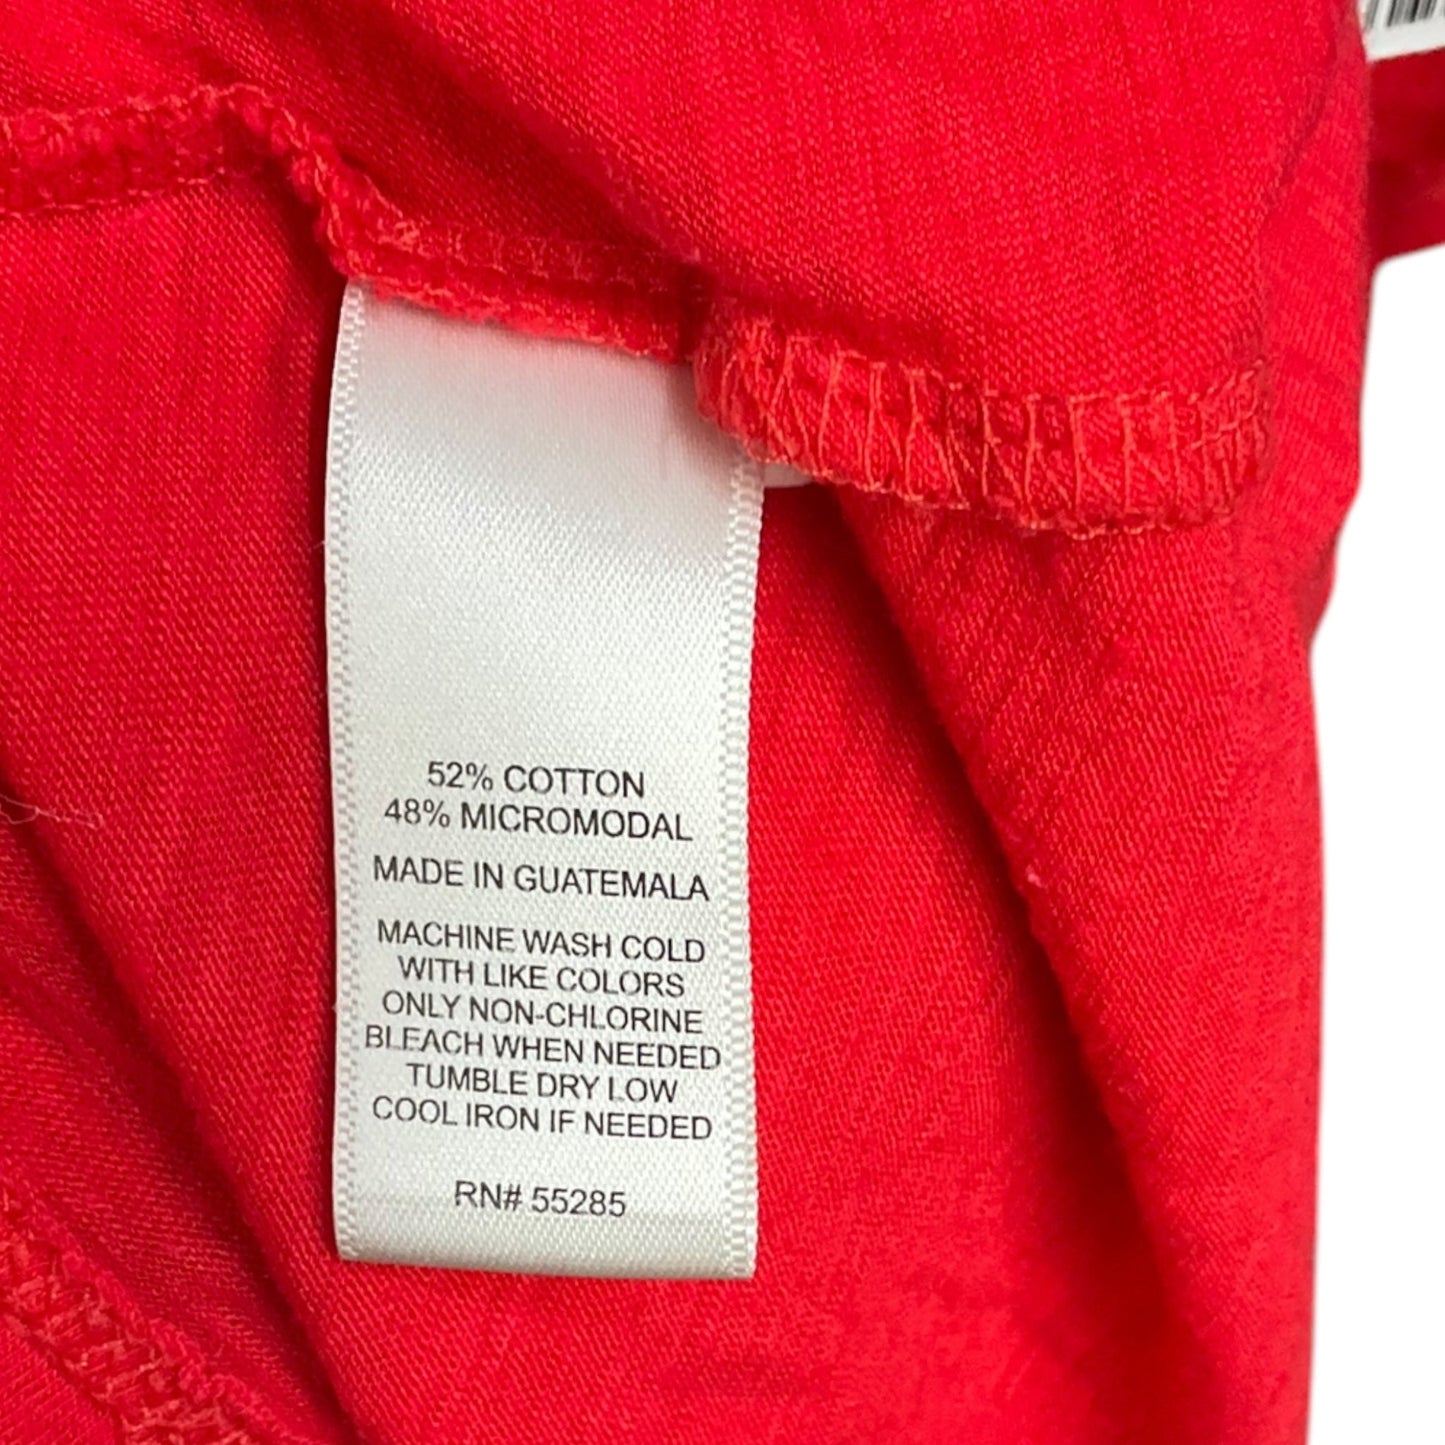 52% COTTON
48% MICROMODAL
MADE IN GUATEMALA
MACHINE WASH COLD
WITH LIKE COLORS
ONLY NON-CHLORINE
BLEACH WHEN NEEDED
TUMBLE DRY LOW
COOL IRON IF NEEDED
RN# 55285